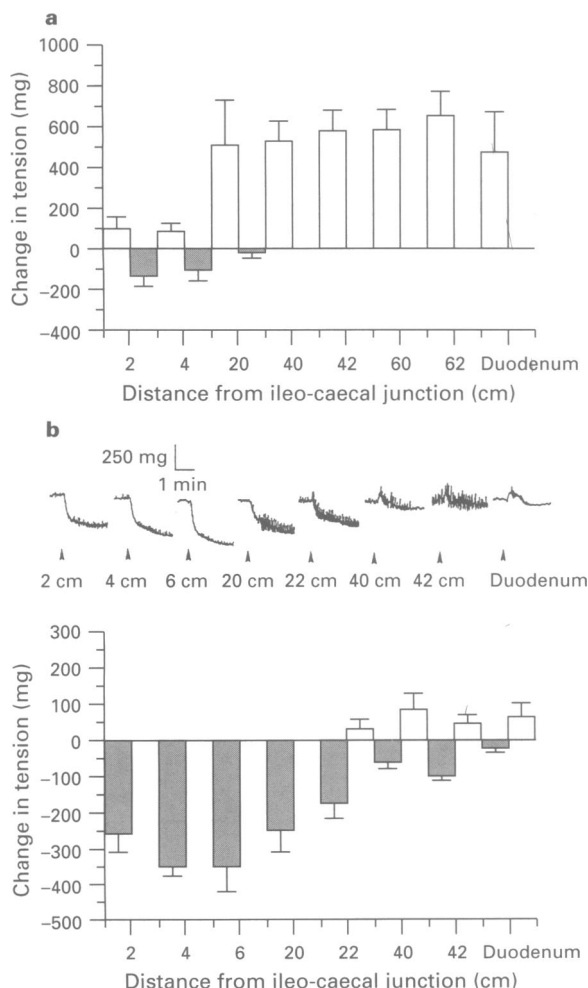 a
1000
800
600
400
200
0
−200
−400
Change in tension (mg)
2 4 20 40 42 60 62 Duodenum
Distance from ileo-caecal junction (cm)
b
250 mg
1 min
2 cm 4 cm 6 cm 20 cm 22 cm 40 cm 42 cm Duodenum
300
200
100
0
−100
−200
−300
−400
−500
Change in tension (mg)
2 4 6 20 22 40 42 Duodenum
Distance from ileo-caecal junction (cm)